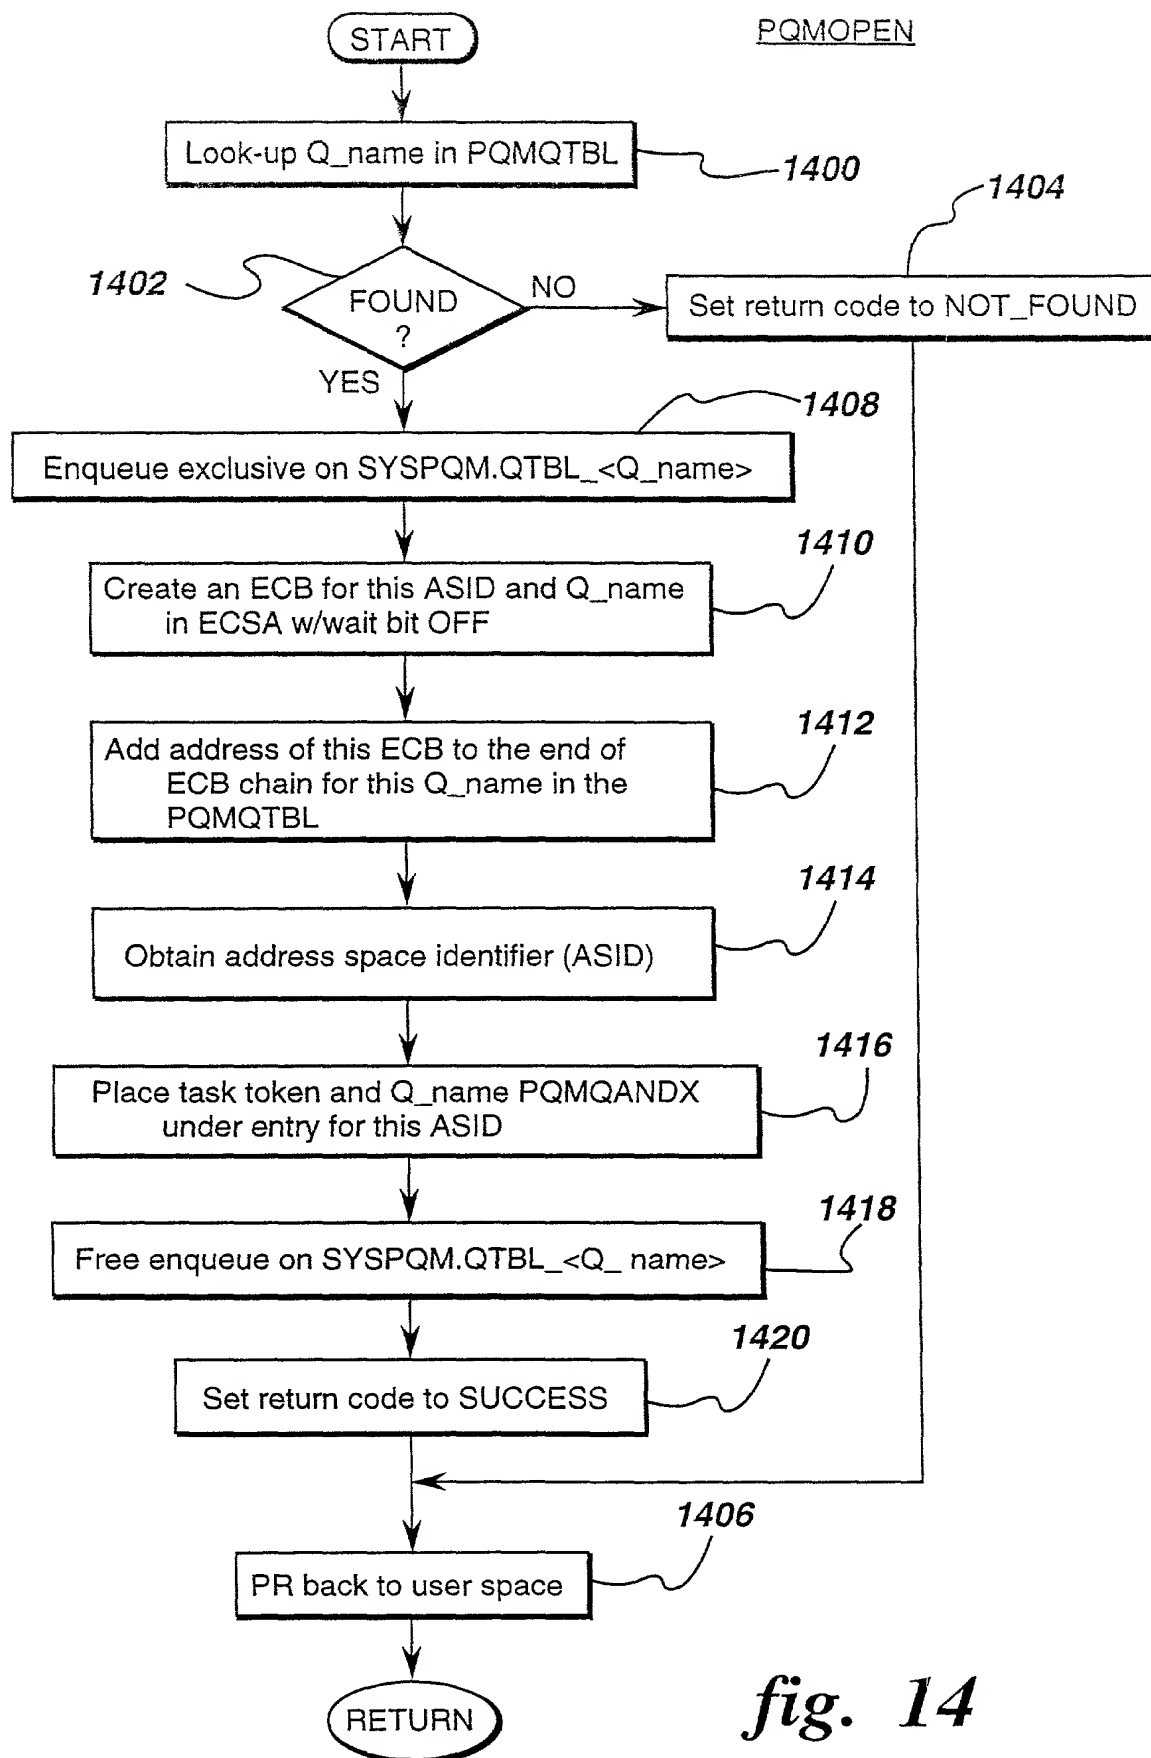 PQMOPEN
START
Look-up Q_name in PQMQTBL
1400
1404
1402
FOUND
?
NO
Set return code to NOT_FOUND
YES
1408
Enqueue exclusive on SYSPQM.QTBL_<Q_name>
1410
Create an ECB for this ASID and Q_name
in ECSA w/wait bit OFF
1412
Add address of this ECB to the end of
ECB chain for this Q_name in the
PQMQTBL
1414
Obtain address space identifier (ASID)
1416
Place task token and Q_name PQMQANDX
under entry for this ASID
1418
Free enqueue on SYSPQM.QTBL_<Q_ name>
1420
Set return code to SUCCESS
1406
PR back to user space
RETURN
fig. 14